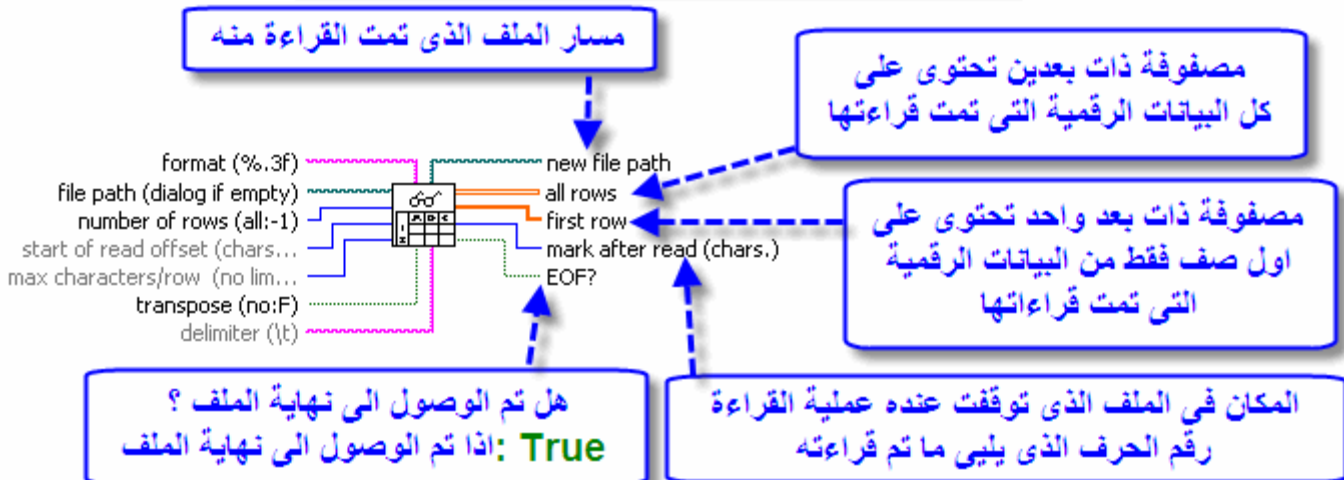 مسار الملف الذى تمت القراءة منه
مصفوفة ذات بعدين تحتوى على
كل البيانات الرقمية التى تمت قراءتها
format (%.3f)
file path (dialog if empty)
number of rows (all:-1)
start of read offset (chars...
max characters/row (no lim...
transpose (no:F)
delimiter (\t)
new file path
all rows
first row
mark after read (chars.)
EOF?
مصفوفة ذات بعد واحد تحتوى على
اول صف فقط من البيانات الرقمية
التى تمت قراءاتها
هل تم الوصول الى نهاية الملف ؟
True :اذا تم الوصول الى نهاية الملف
المكان فى الملف الذى توقفت عنده عملية القراءة
رقم الحرف الذى يليى ما تم قراءته